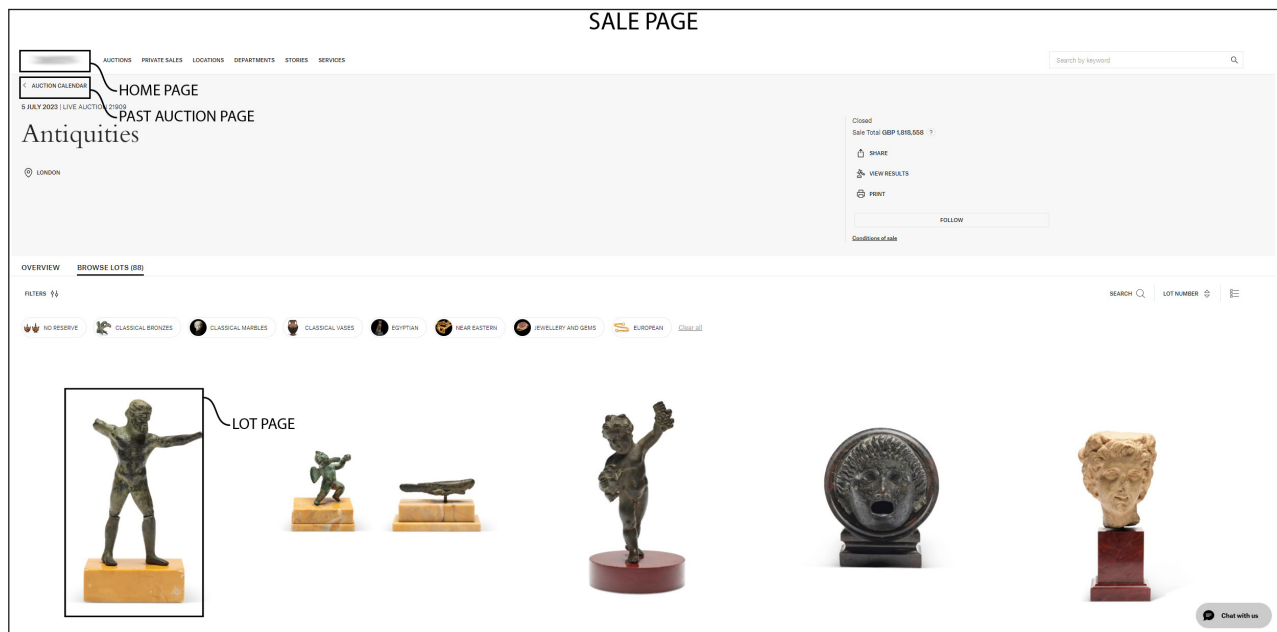 SALE PAGE
AUCTIONS PRIVATE SALES LOCATIONS DEPARTMENTS STORIES SERVICES
Search by keyword
AUCTION CALENDAR
HOME PAGE
5 JULY 2023 | LIVE AUCTION 21909
PAST AUCTION PAGE
Antiquities
LONDON
Closed
Sale Total GBP 1,818,558 ?
SHARE
VIEW RESULTS
PRINT
FOLLOW
Conditions of sale
OVERVIEW BROWSE LOTS (88)
FILTERS
SEARCH LOT NUMBER
NO RESERVE CLASSICAL BRONZES CLASSICAL MARBLES CLASSICAL VASES EGYPTIAN NEAR EASTERN JEWELLERY AND GEMS EUROPEAN Clear all
LOT PAGE
Chat with us